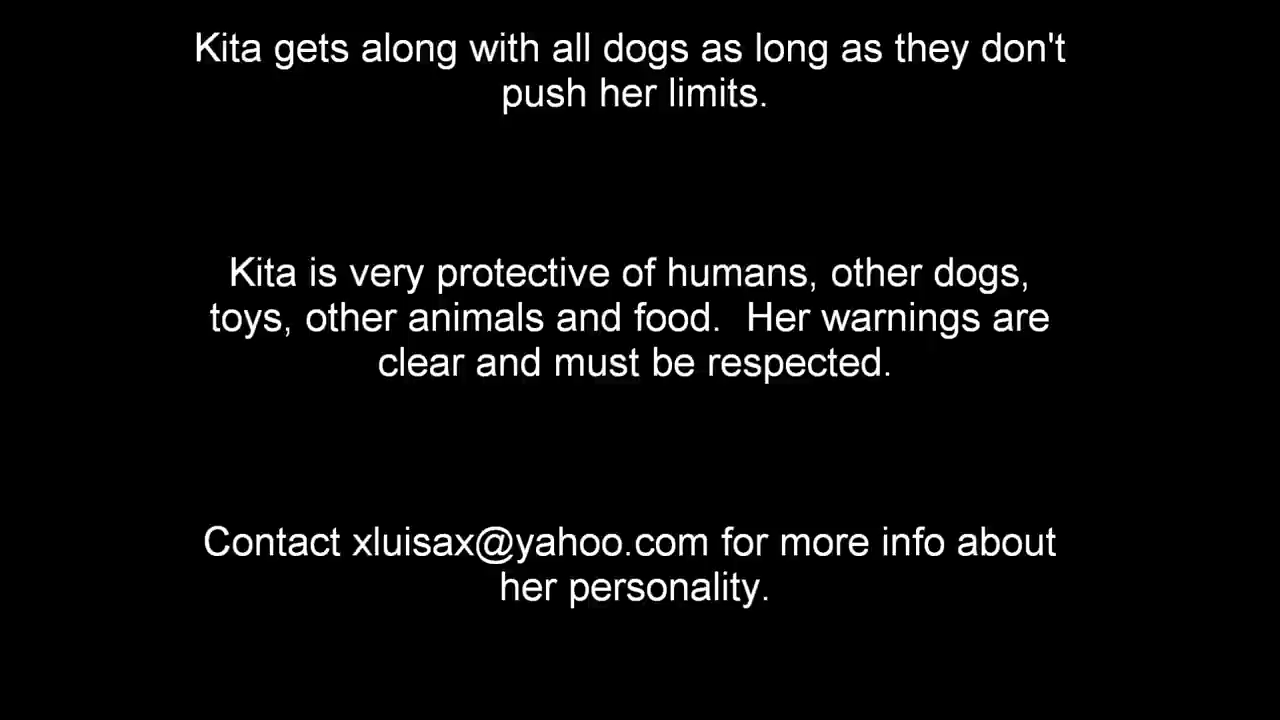 Kita gets along with all dogs as long as they don't
push her limits.
Kita is very protective of humans, other dogs,
toys, other animals and food.  Her warnings are
clear and must be respected.
Contact xluisax@yahoo.com for more info about
her personality.